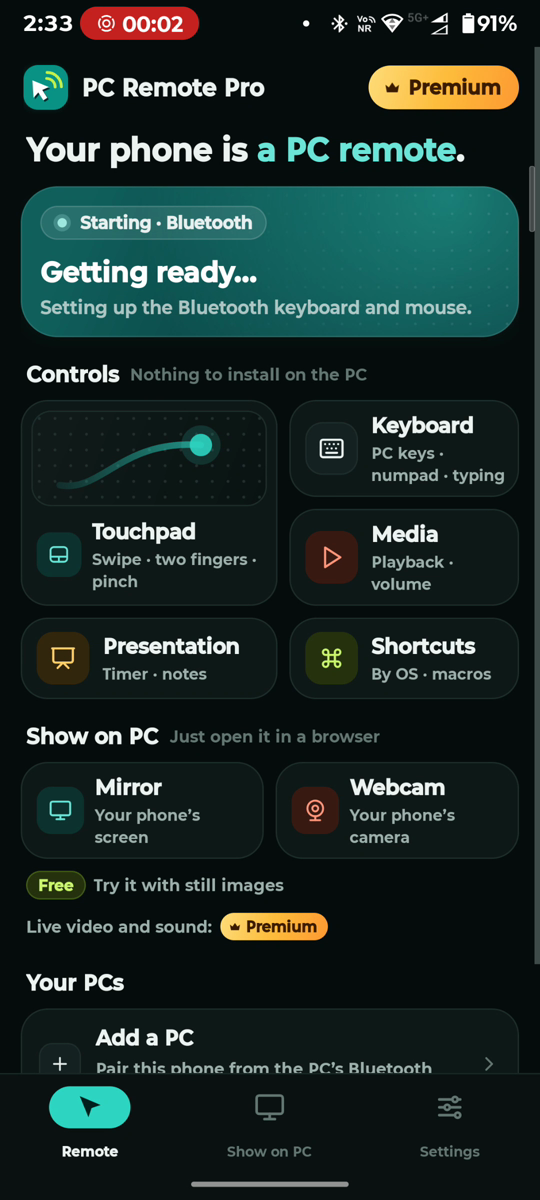 2:33 00:02 Vo NR 5G+ 91%
PC Remote Pro Premium
Your phone is a PC remote.
Starting · Bluetooth
Getting ready...
Setting up the Bluetooth keyboard and mouse.
Controls Nothing to install on the PC
Touchpad
Swipe · two fingers ·
pinch
Keyboard
PC keys ·
numpad · typing
Media
Playback ·
volume
Presentation
Timer · notes
Shortcuts
By OS · macros
Show on PC Just open it in a browser
Mirror
Your phone's
screen
Webcam
Your phone's
camera
Free Try it with still images
Live video and sound: Premium
Your PCs
Add a PC
Pair this phone from the PC's Bluetooth
Remote
Show on PC
Settings